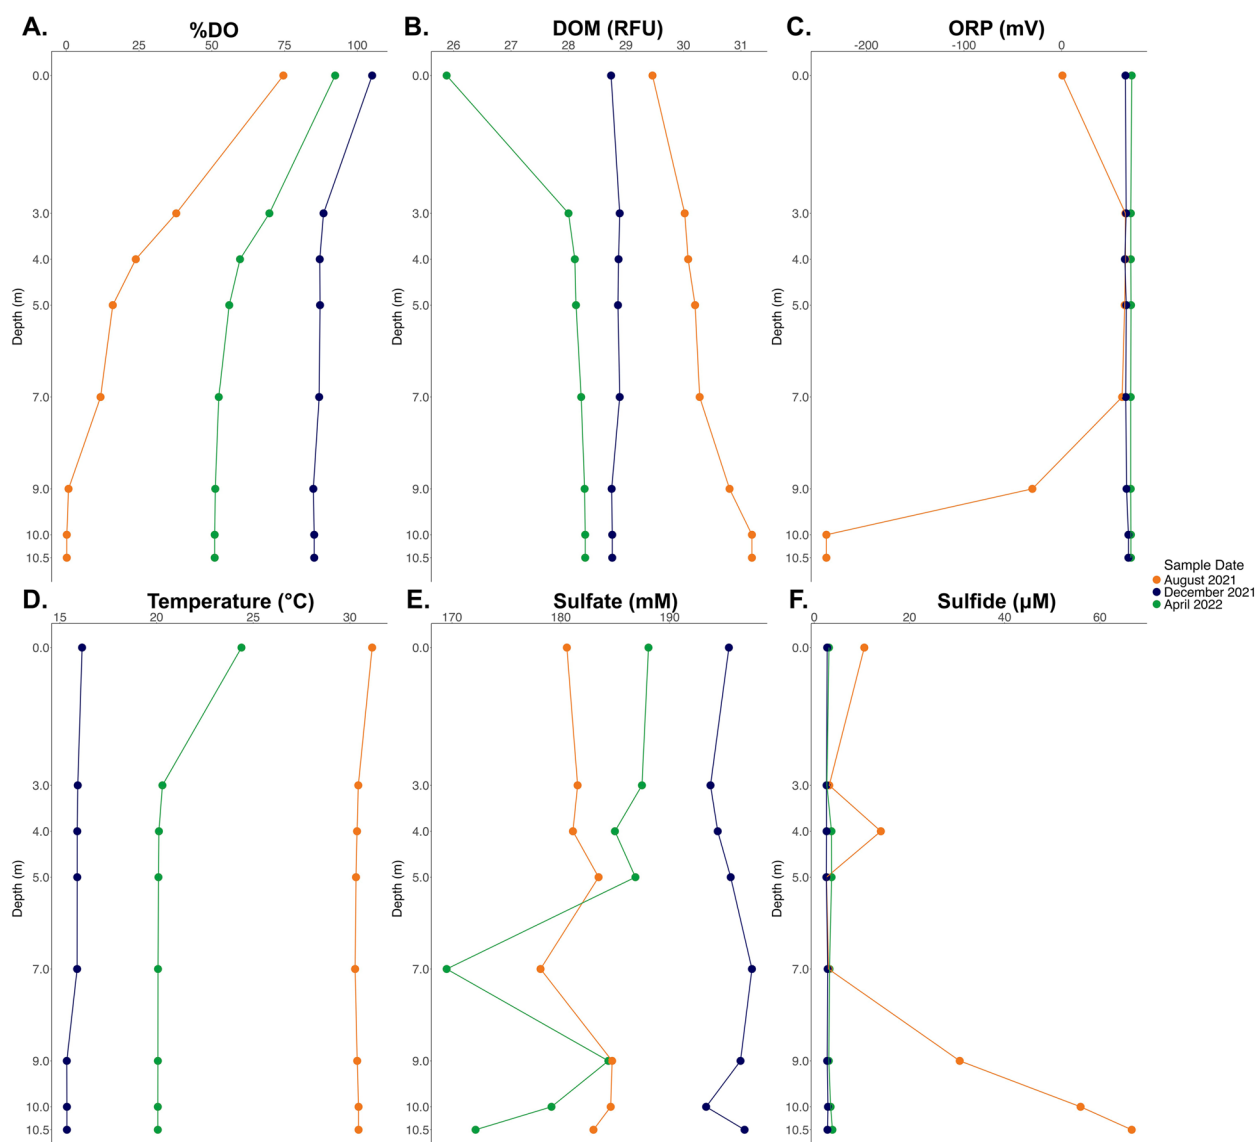 A. %DO
0 25 50 75 100
0.0
3.0
4.0
5.0
7.0
9.0
10.0
10.5
Depth (m)
B. DOM (RFU)
26 27 28 29 30 31
0.0
3.0
4.0
5.0
7.0
9.0
10.0
10.5
Depth (m)
C. ORP (mV)
-200 -100 0
0.0
3.0
4.0
5.0
7.0
9.0
10.0
10.5
Depth (m)
Sample Date
August 2021
December 2021
April 2022
D. Temperature (°C)
15 20 25 30
0.0
3.0
4.0
5.0
7.0
9.0
10.0
10.5
Depth (m)
E. Sulfate (mM)
170 180 190
0.0
3.0
4.0
5.0
7.0
9.0
10.0
10.5
Depth (m)
F. Sulfide (µM)
0 20 40 60
0.0
3.0
4.0
5.0
7.0
9.0
10.0
10.5
Depth (m)